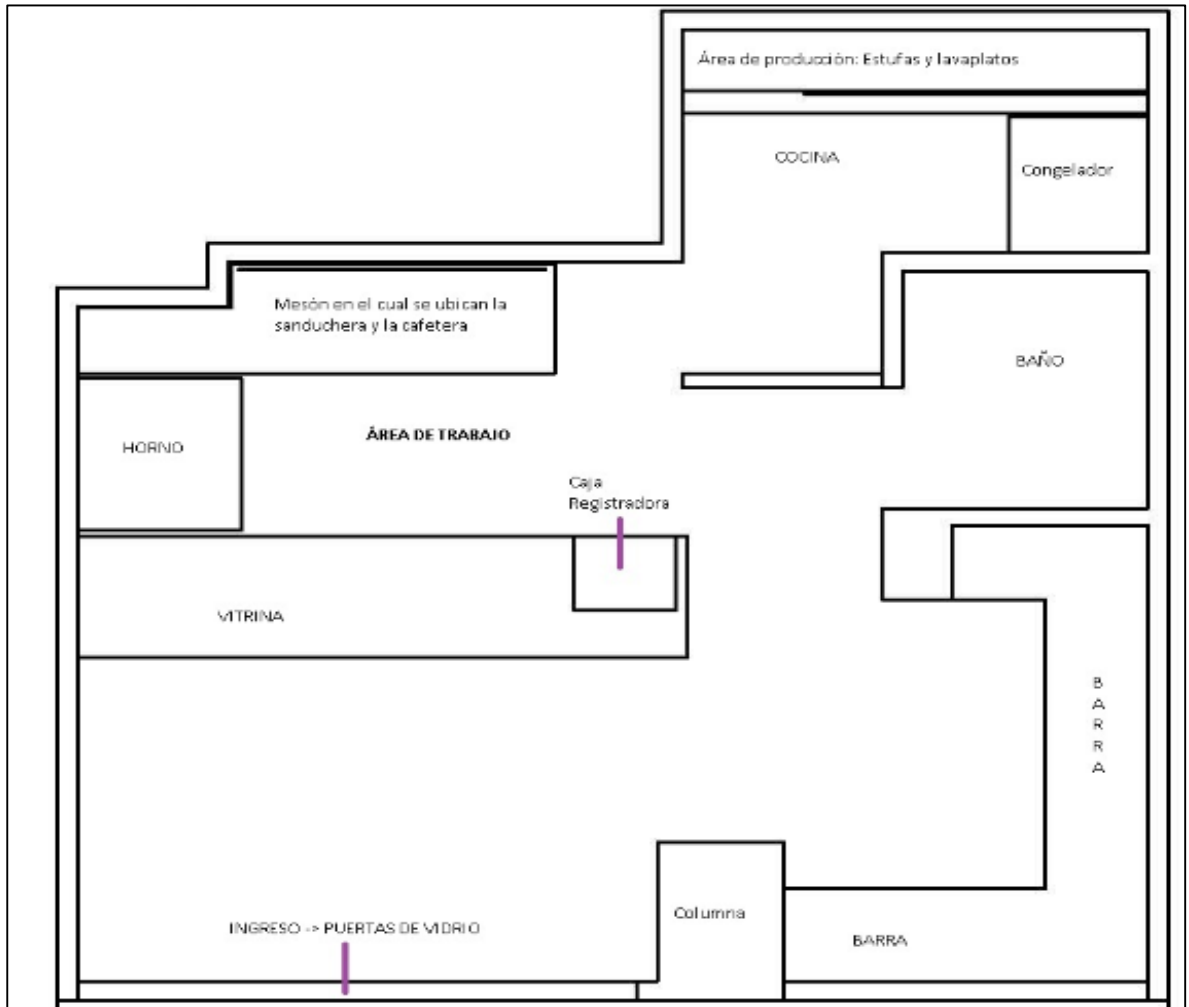 Área de producción: Estufas y lavaplatos
COCINA
Congelador
Mesón en el cual se ubican la
sanduchera y la cafetera
BAÑO
HORNO
ÁREA DE TRABAJO
Caja
Registradora
VITRINA
B
A
R
R
A
Columna
INGRESO -> PUERTAS DE VIDRIO
BARRA